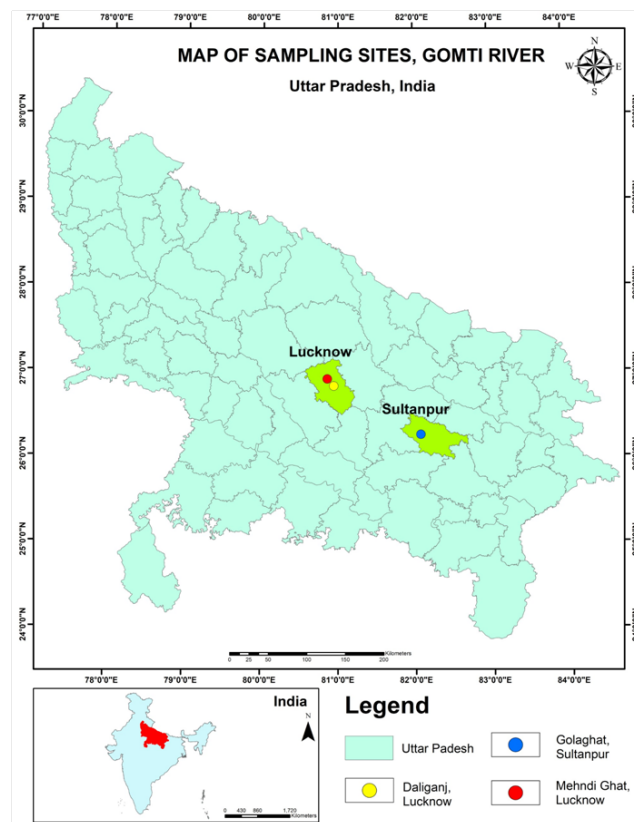 77°0'0"E 78°0'0"E 79°0'0"E 80°0'0"E 81°0'0"E 82°0'0"E 83°0'0"E 84°0'0"E
MAP OF SAMPLING SITES, GOMTI RIVER
Uttar Pradesh, India
N
W E
S
30°0'0"N
29°0'0"N
28°0'0"N
27°0'0"N
26°0'0"N
25°0'0"N
24°0'0"N
Lucknow
Sultanpur
Kilometers
0 25 50 100 150 200
78°0'0"E 79°0'0"E 80°0'0"E 81°0'0"E 82°0'0"E 83°0'0"E 84°0'0"E
India
N
Kilometers
0 430 860 1,720
Legend
Uttar Padesh
Golaghat,
Sultanpur
Daliganj,
Lucknow
Mehndi Ghat,
Lucknow